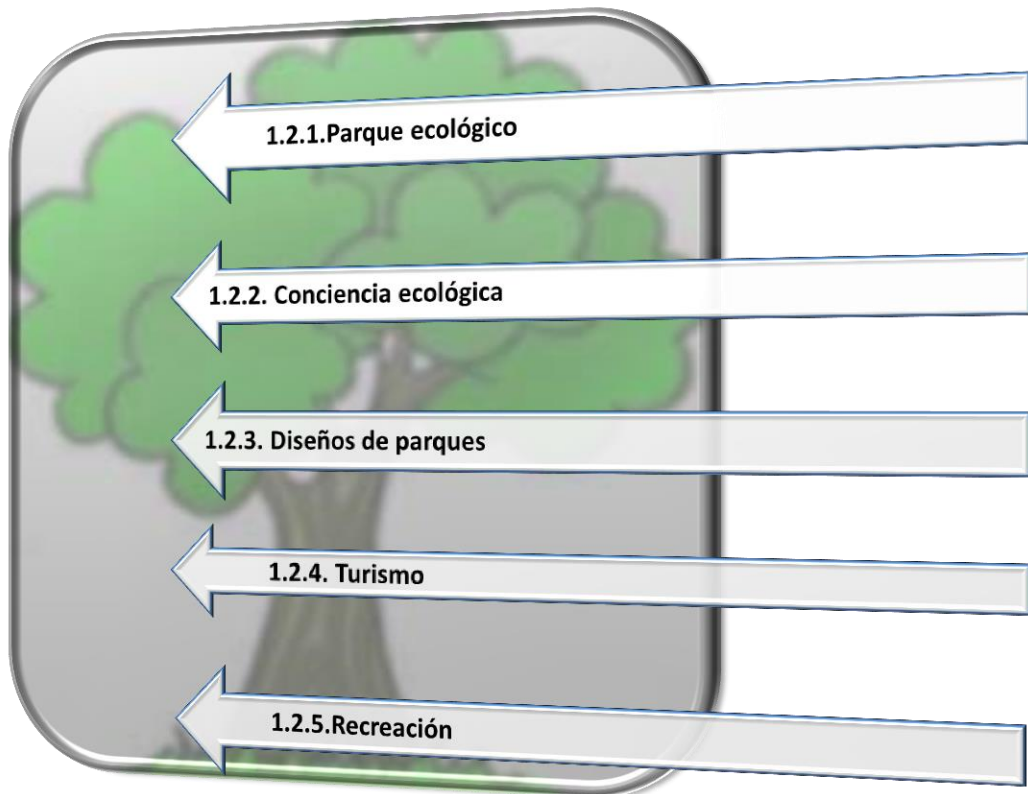 1.2.1.Parque ecológico
1.2.2. Conciencia ecológica
1.2.3. Diseños de parques
1.2.4. Turismo
1.2.5.Recreación